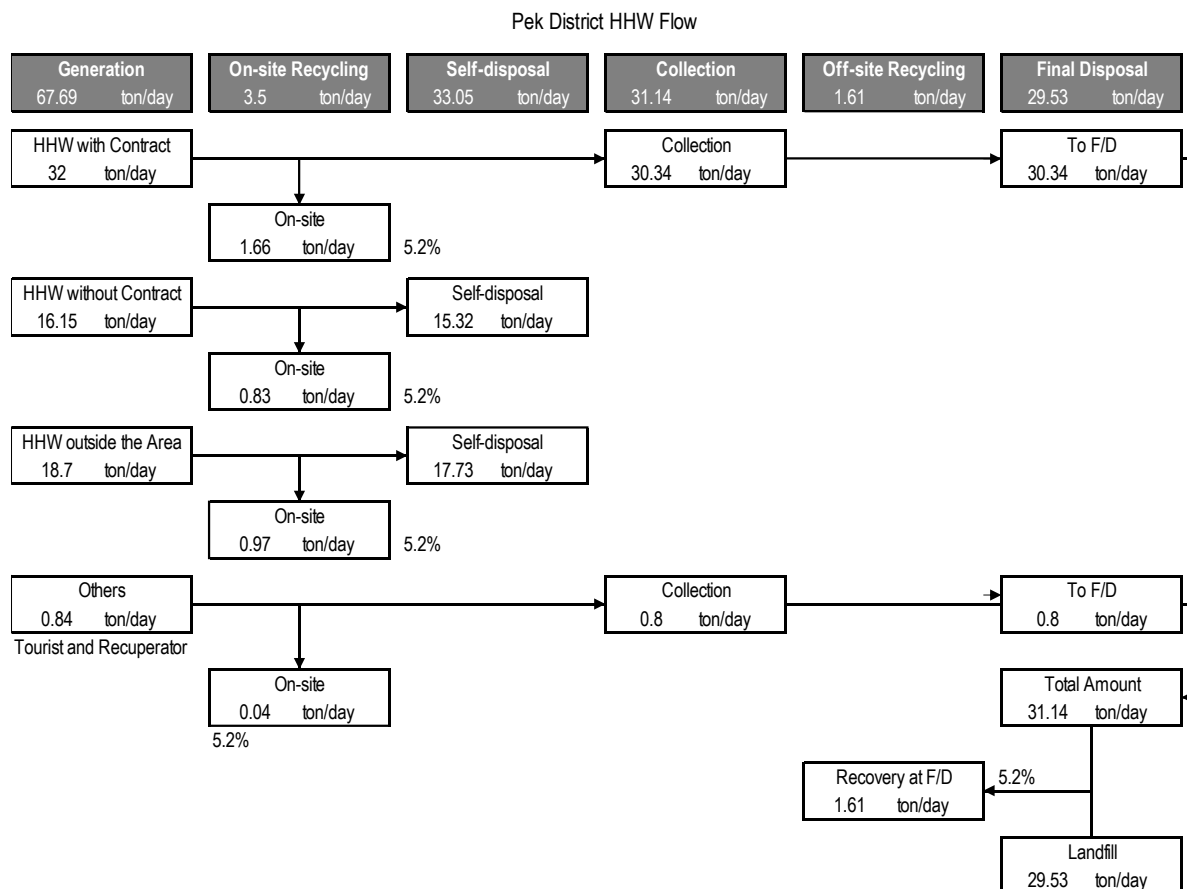 Pek District HHW Flow
Generation On-site Recycling Self-disposal Collection Off-site Recycling Final Disposal
67.69 ton/day 3.5 ton/day 33.05 ton/day 31.14 ton/day 1.61 ton/day 29.53 ton/day
HHW with Contract Collection To F/D
32 ton/day 30.34 ton/day 30.34 ton/day
On-site
1.66 ton/day 5.2%
HHW without Contract Self-disposal
16.15 ton/day 15.32 ton/day
On-site
0.83 ton/day 5.2%
HHW outside the Area Self-disposal
18.7 ton/day 17.73 ton/day
On-site
0.97 ton/day 5.2%
Others Collection To F/D
0.84 ton/day 0.8 ton/day 0.8 ton/day
Tourist and Recuperator
On-site Total Amount
0.04 ton/day 31.14 ton/day
5.2%
Recovery at F/D 5.2%
1.61 ton/day
Landfill
29.53 ton/day